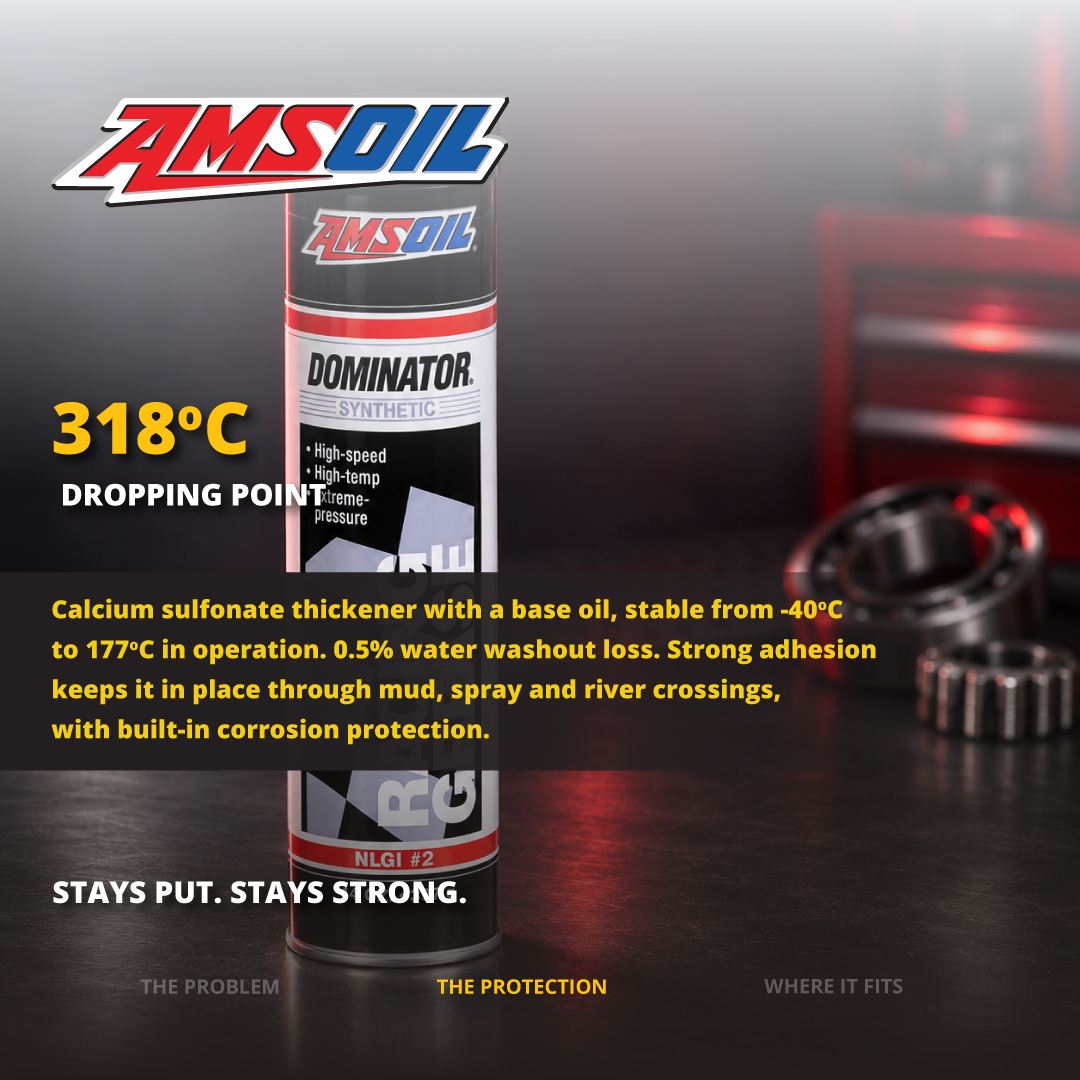 AMSOIL
AMSOIL
DOMINATOR®
SYNTHETIC
• High-speed
• High-temp
318ºC
DROPPING POINT
xtreme-
pressure
Calcium sulfonate thickener with a base oil, stable from -40ºC
to 177ºC in operation. 0.5% water washout loss. Strong adhesion
keeps it in place through mud, spray and river crossings,
with built-in corrosion protection.
NLGI #2
STAYS PUT. STAYS STRONG.
THE PROBLEM
THE PROTECTION
WHERE IT FITS